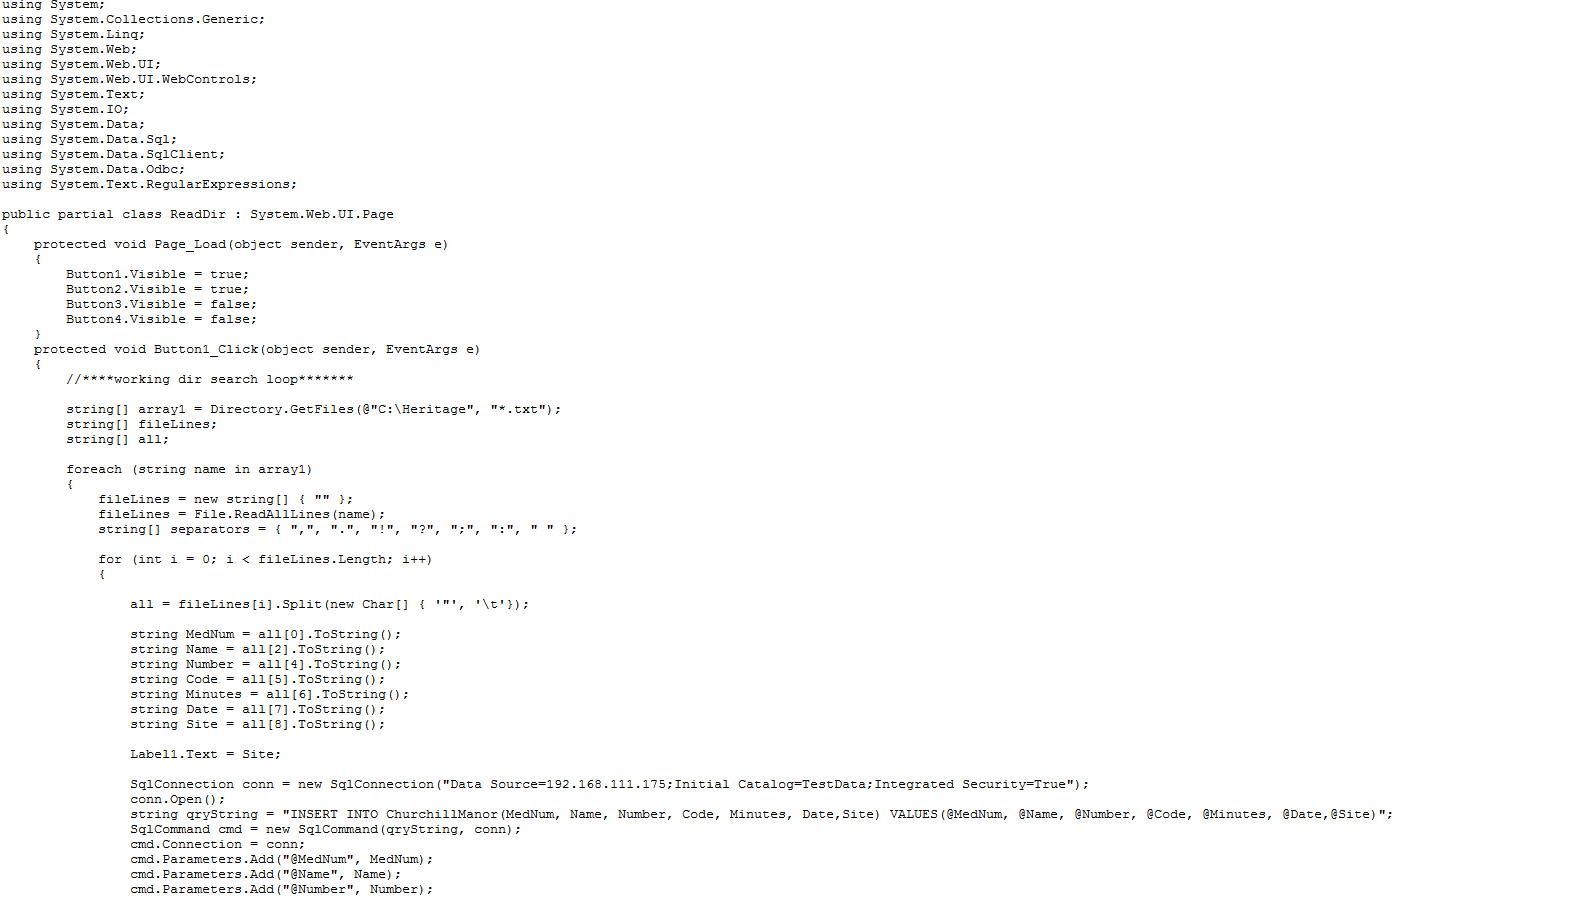 using System;
using System.Collections.Generic;
using System.Linq;
using System.Web;
using System.Web.UI;
using System.Web.UI.WebControls;
using System.Text;
using System.IO;
using System.Data;
using System.Data.Sql;
using System.Data.SqlClient;
using System.Data.Odbc;
using System.Text.RegularExpressions;

public partial class ReadDir : System.Web.UI.Page
{
    protected void Page_Load(object sender, EventArgs e)
    {
        Button1.Visible = true;
        Button2.Visible = true;
        Button3.Visible = false;
        Button4.Visible = false;
    }
    protected void Button1_Click(object sender, EventArgs e)
    {
        //****working dir search loop*******

        string[] array1 = Directory.GetFiles(@"C:\Heritage", "*.txt");
        string[] fileLines;
        string[] all;

        foreach (string name in array1)
        {
            fileLines = new string[] { "" };
            fileLines = File.ReadAllLines(name);
            string[] separators = { ",", ".", "!", "?", ";", ":", " " };

            for (int i = 0; i < fileLines.Length; i++)
            {

                all = fileLines[i].Split(new Char[] { '"', '\t'});

                string MedNum = all[0].ToString();
                string Name = all[2].ToString();
                string Number = all[4].ToString();
                string Code = all[5].ToString();
                string Minutes = all[6].ToString();
                string Date = all[7].ToString();
                string Site = all[8].ToString();

                Label1.Text = Site;

                SqlConnection conn = new SqlConnection("Data Source=192.168.111.175;Initial Catalog=TestData;Integrated Security=True");
                conn.Open();
                string qryString = "INSERT INTO ChurchillManor(MedNum, Name, Number, Code, Minutes, Date,Site) VALUES(@MedNum, @Name, @Number, @Code, @Minutes, @Date,@Site)";
                SqlCommand cmd = new SqlCommand(qryString, conn);
                cmd.Connection = conn;
                cmd.Parameters.Add("@MedNum", MedNum);
                cmd.Parameters.Add("@Name", Name);
                cmd.Parameters.Add("@Number", Number);